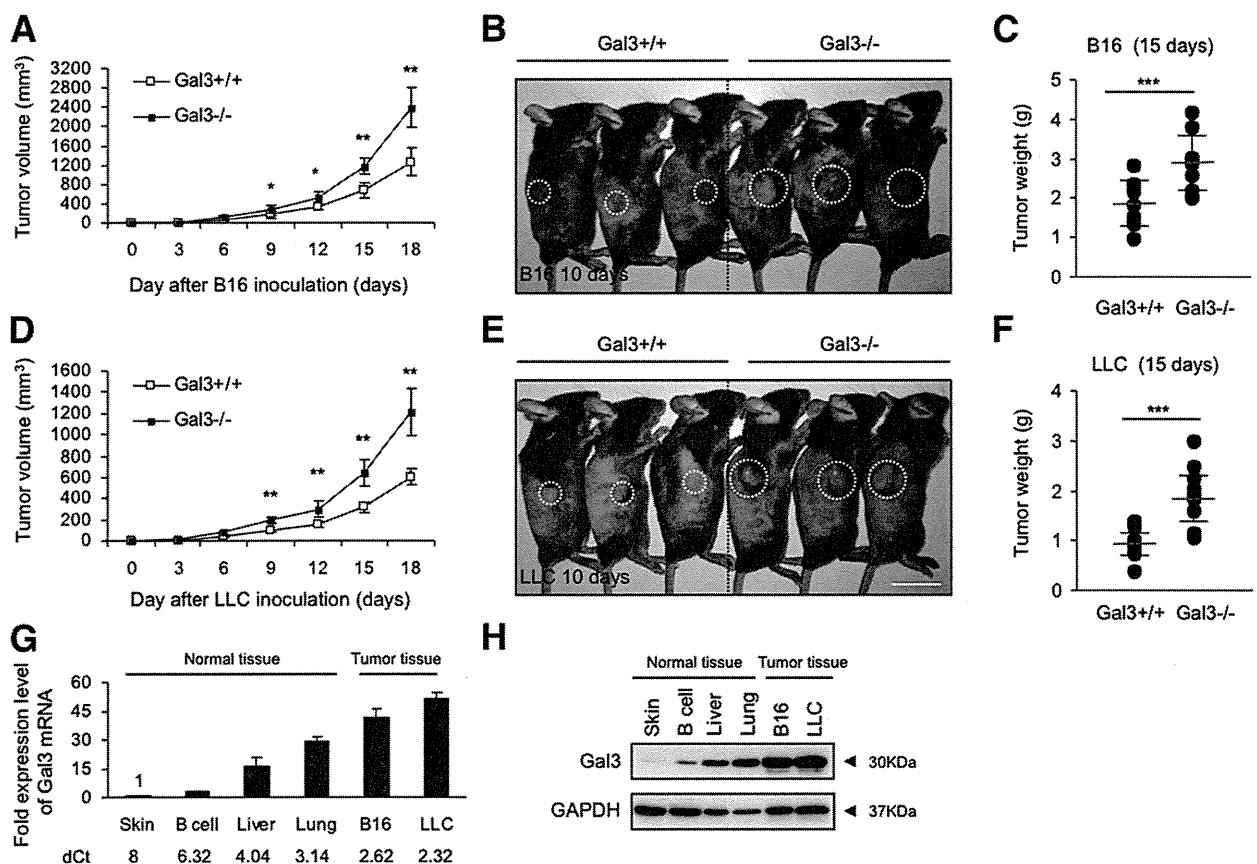 A
Tumor volume (mm³)
3200
2800
2400
2000
1600
1200
800
400
0
Gal3+/+
Gal3-/-
* * ** **
0 3 6 9 12 15 18
Day after B16 inoculation (days)
B
Gal3+/+ Gal3-/-
B16 10 days
C
B16 (15 days)
***
Tumor weight (g)
5
4
3
2
1
0
Gal3+/+ Gal3-/-
D
Tumor volume (mm³)
1600
1400
1200
1000
800
600
400
200
0
Gal3+/+
Gal3-/-
** ** ** **
0 3 6 9 12 15 18
Day after LLC inoculation (days)
E
Gal3+/+ Gal3-/-
LLC 10 days
F
LLC (15 days)
***
Tumor weight (g)
4
3
2
1
0
Gal3+/+ Gal3-/-
G
Normal tissue Tumor tissue
Fold expression level
of Gal3 mRNA
60
45
30
15
0
1
Skin B cell Liver Lung B16 LLC
dCt 8 6.32 4.04 3.14 2.62 2.32
H
Normal tissue Tumor tissue
Skin B cell Liver Lung B16 LLC
Gal3 30KDa
GAPDH 37KDa